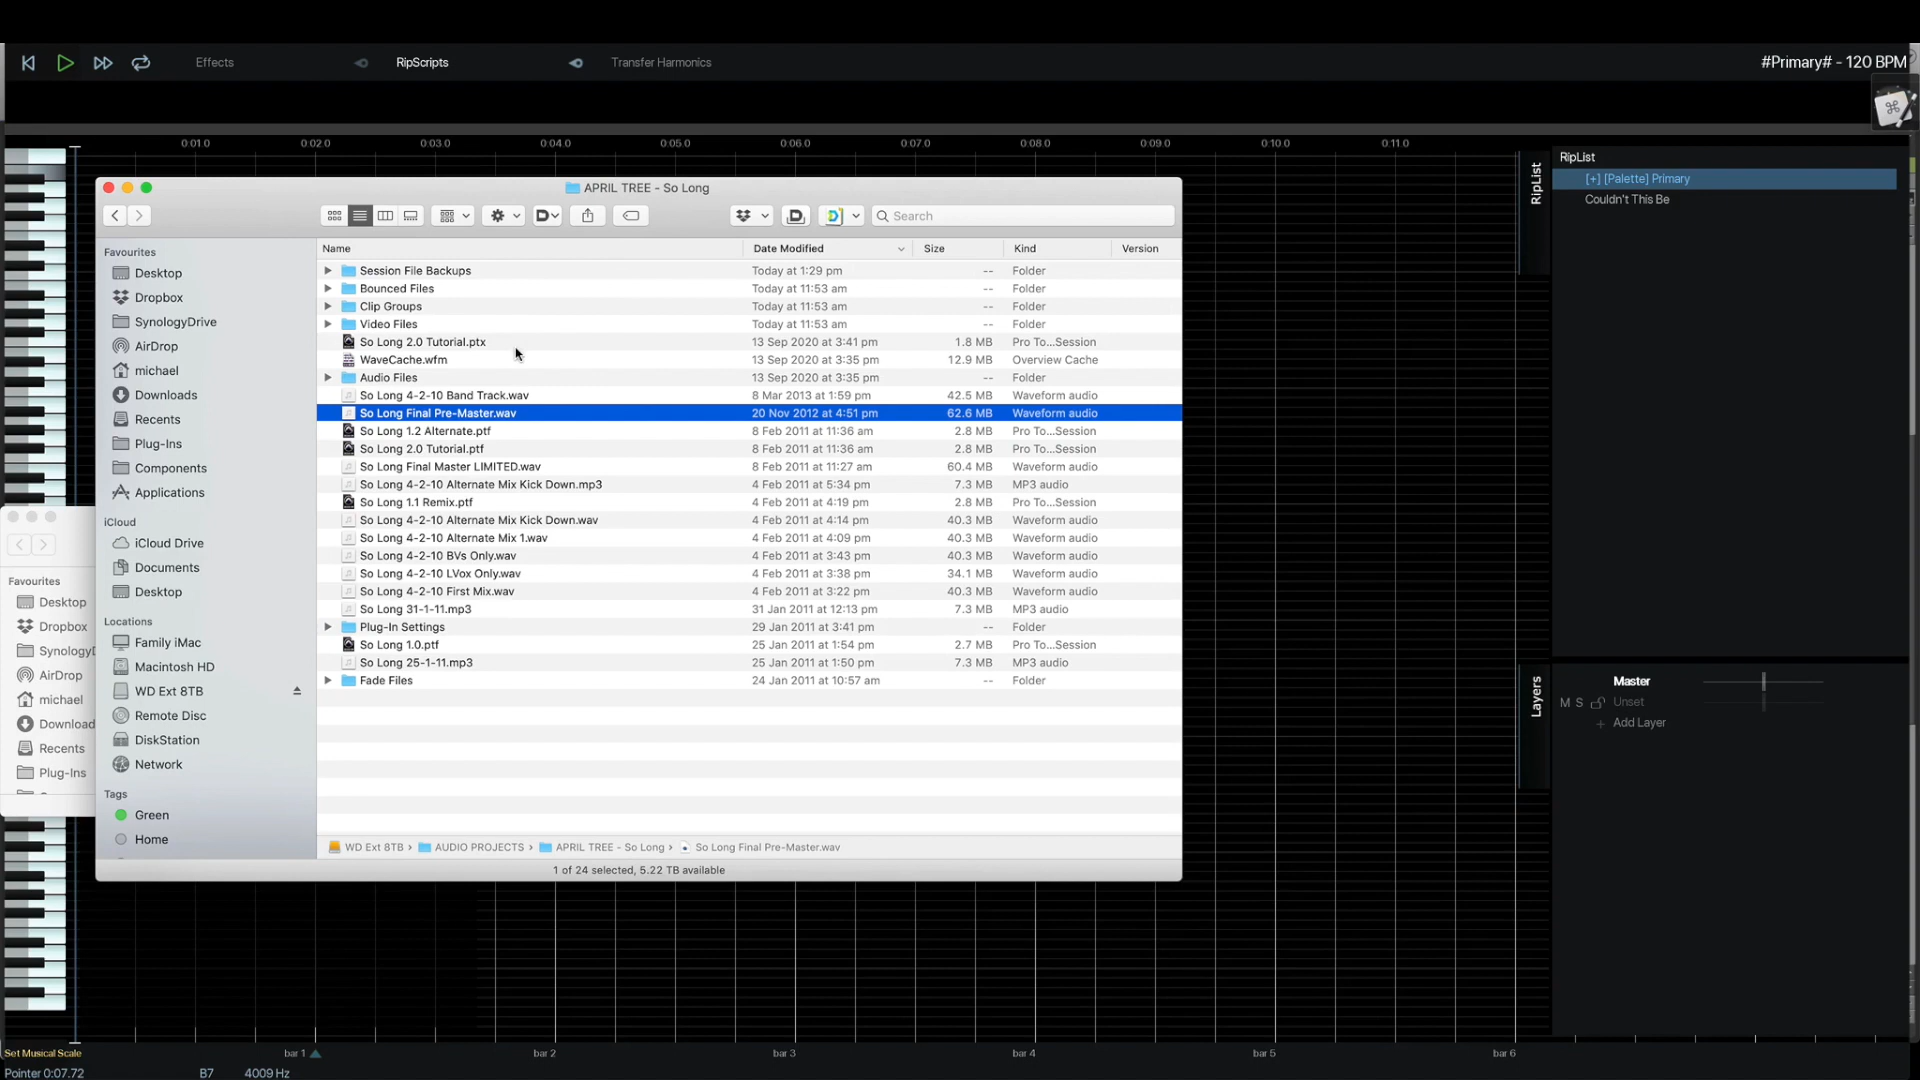 Effects RipScripts Transfer Harmonics #Primary# - 120 BPM
0:01.0 0:02.0 0:03.0 0:04.0 0:05.0 0:06.0 0:07.0 0:08.0 0:09.0 0:10.0 0:11.0
RipList
RipList
[+] [Palette] Primary
Couldn't This Be
APRIL TREE - So Long
Search
Favourites
Desktop
Dropbox
SynologyDrive
AirDrop
michael
Downloads
Recents
Plug-Ins
Components
Applications
iCloud
iCloud Drive
Documents
Desktop
Locations
Family iMac
Macintosh HD
WD Ext 8TB
Remote Disc
DiskStation
Network
Tags
Green
Home
Name Date Modified Size Kind Version
Session File Backups Today at 1:29 pm -- Folder
Bounced Files Today at 11:53 am -- Folder
Clip Groups Today at 11:53 am -- Folder
Video Files Today at 11:53 am -- Folder
So Long 2.0 Tutorial.ptx 13 Sep 2020 at 3:41 pm 1.8 MB Pro To...Session
WaveCache.wfm 13 Sep 2020 at 3:35 pm 12.9 MB Overview Cache
Audio Files 13 Sep 2020 at 3:35 pm -- Folder
So Long 4-2-10 Band Track.wav 8 Mar 2013 at 1:59 pm 42.5 MB Waveform audio
So Long Final Pre-Master.wav 20 Nov 2012 at 4:51 pm 62.6 MB Waveform audio
So Long 1.2 Alternate.ptf 8 Feb 2011 at 11:36 am 2.8 MB Pro To...Session
So Long 2.0 Tutorial.ptf 8 Feb 2011 at 11:36 am 2.8 MB Pro To...Session
So Long Final Master LIMITED.wav 8 Feb 2011 at 11:27 am 60.4 MB Waveform audio
So Long 4-2-10 Alternate Mix Kick Down.mp3 4 Feb 2011 at 5:34 pm 7.3 MB MP3 audio
So Long 1.1 Remix.ptf 4 Feb 2011 at 4:19 pm 2.8 MB Pro To...Session
So Long 4-2-10 Alternate Mix Kick Down.wav 4 Feb 2011 at 4:14 pm 40.3 MB Waveform audio
So Long 4-2-10 Alternate Mix 1.wav 4 Feb 2011 at 4:09 pm 40.3 MB Waveform audio
So Long 4-2-10 BVs Only.wav 4 Feb 2011 at 3:43 pm 40.3 MB Waveform audio
So Long 4-2-10 LVox Only.wav 4 Feb 2011 at 3:38 pm 34.1 MB Waveform audio
So Long 4-2-10 First Mix.wav 4 Feb 2011 at 3:22 pm 40.3 MB Waveform audio
So Long 31-1-11.mp3 31 Jan 2011 at 12:13 pm 7.3 MB MP3 audio
Plug-In Settings 29 Jan 2011 at 3:41 pm -- Folder
So Long 1.0.ptf 25 Jan 2011 at 1:54 pm 2.7 MB Pro To...Session
So Long 25-1-11.mp3 25 Jan 2011 at 1:50 pm 7.3 MB MP3 audio
Fade Files 24 Jan 2011 at 10:57 am -- Folder
WD Ext 8TB › AUDIO PROJECTS › APRIL TREE - So Long › So Long Final Pre-Master.wav
1 of 24 selected, 5.22 TB available
Favourites
Desktop
Dropbox
SynologyD
AirDrop
michael
Download
Recents
Plug-Ins
Layers
Master
M S Unset
+ Add Layer
Set Musical Scale bar 1 bar 2 bar 3 bar 4 bar 5 bar 6
Pointer 0:07.72 B7 4009 Hz